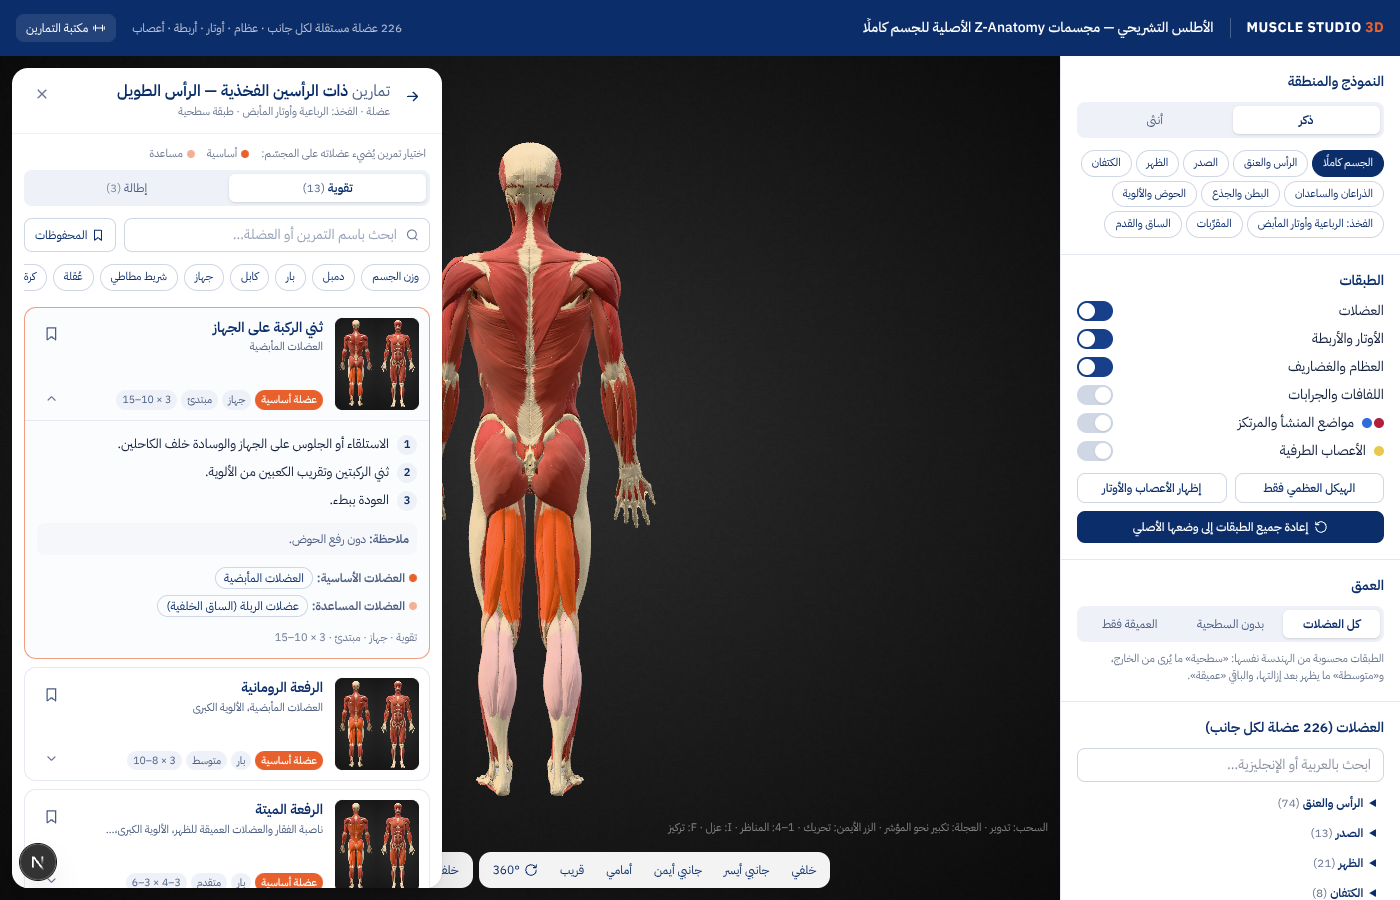 MUSCLE STUDIO 3D
الأطلس التشريحي — مجسمات Z-Anatomy الأصلية للجسم كاملًا
226 عضلة مستقلة لكل جانب · عظام · أوتار · أربطة · أعصاب
مكتبة التمارين
النموذج والمنطقة
ذكر
أنثى
الجسم كاملًا
الرأس والعنق
الصدر
الظهر
الكتفان
الذراعان والساعدان
البطن والجذع
الحوض والألوية
الفخذ: الرباعية وأوتار المأبض
المقرّبات
الساق والقدم
الطبقات
العضلات
الأوتار والأربطة
العظام والغضاريف
اللفافات والجرابات
مواضع المنشأ والمرتكز
الأعصاب الطرفية
الهيكل العظمي فقط
إظهار الأعصاب والأوتار
إعادة جميع الطبقات إلى وضعها الأصلي
العمق
كل العضلات
بدون السطحية
العميقة فقط
الطبقات محسوبة من الهندسة نفسها: «سطحية» ما يُرى من الخارج،
و«متوسطة» ما يظهر بعد إزالتها، والباقي «عميقة».
العضلات (226 عضلة لكل جانب)
ابحث بالعربية أو الإنجليزية...
الرأس والعنق (74)
الصدر (13)
الظهر (21)
الكتفان (8)
السحب: تدوير · العجلة: تكبير نحو المؤشر · الزر الأيمن: تحريك · 1–4: المناظر · I: عزل · F: تركيز
خلفي
جانبي أيسر
جانبي أيمن
أمامي
قريب
360°
تمارين ذات الرأسين الفخذية — الرأس الطويل
عضلة · الفخذ: الرباعية وأوتار المأبض · طبقة سطحية
اختيار تمرين يُضيء عضلاته على المجسّم:
أساسية
مساعدة
تقوية (13)
إطالة (3)
ابحث باسم التمرين أو العضلة...
المحفوظات
وزن الجسم
دمبل
بار
كابل
جهاز
شريط مطاطي
عُقلة
كرة
ثني الركبة على الجهاز
العضلات المأبضية
عضلة أساسية
جهاز
مبتدئ
3 × 10–15
1 الاستلقاء أو الجلوس على الجهاز والوسادة خلف الكاحلين.
2 ثني الركبتين وتقريب الكعبين من الألوية.
3 العودة ببطء.
ملاحظة: دون رفع الحوض.
العضلات الأساسية: العضلات المأبضية
العضلات المساعدة: عضلات الربلة (الساق الخلفية)
تقوية · جهاز · مبتدئ · 3 × 10–15
الرفعة الرومانية
العضلات المأبضية، الألوية الكبرى
عضلة أساسية
بار
متوسط
3 × 8–10
الرفعة الميتة
ناصبة الفقار والعضلات العميقة للظهر، الألوية الكبرى،...
عضلة أساسية
بار
متقدم
3–4 × 3–6
N